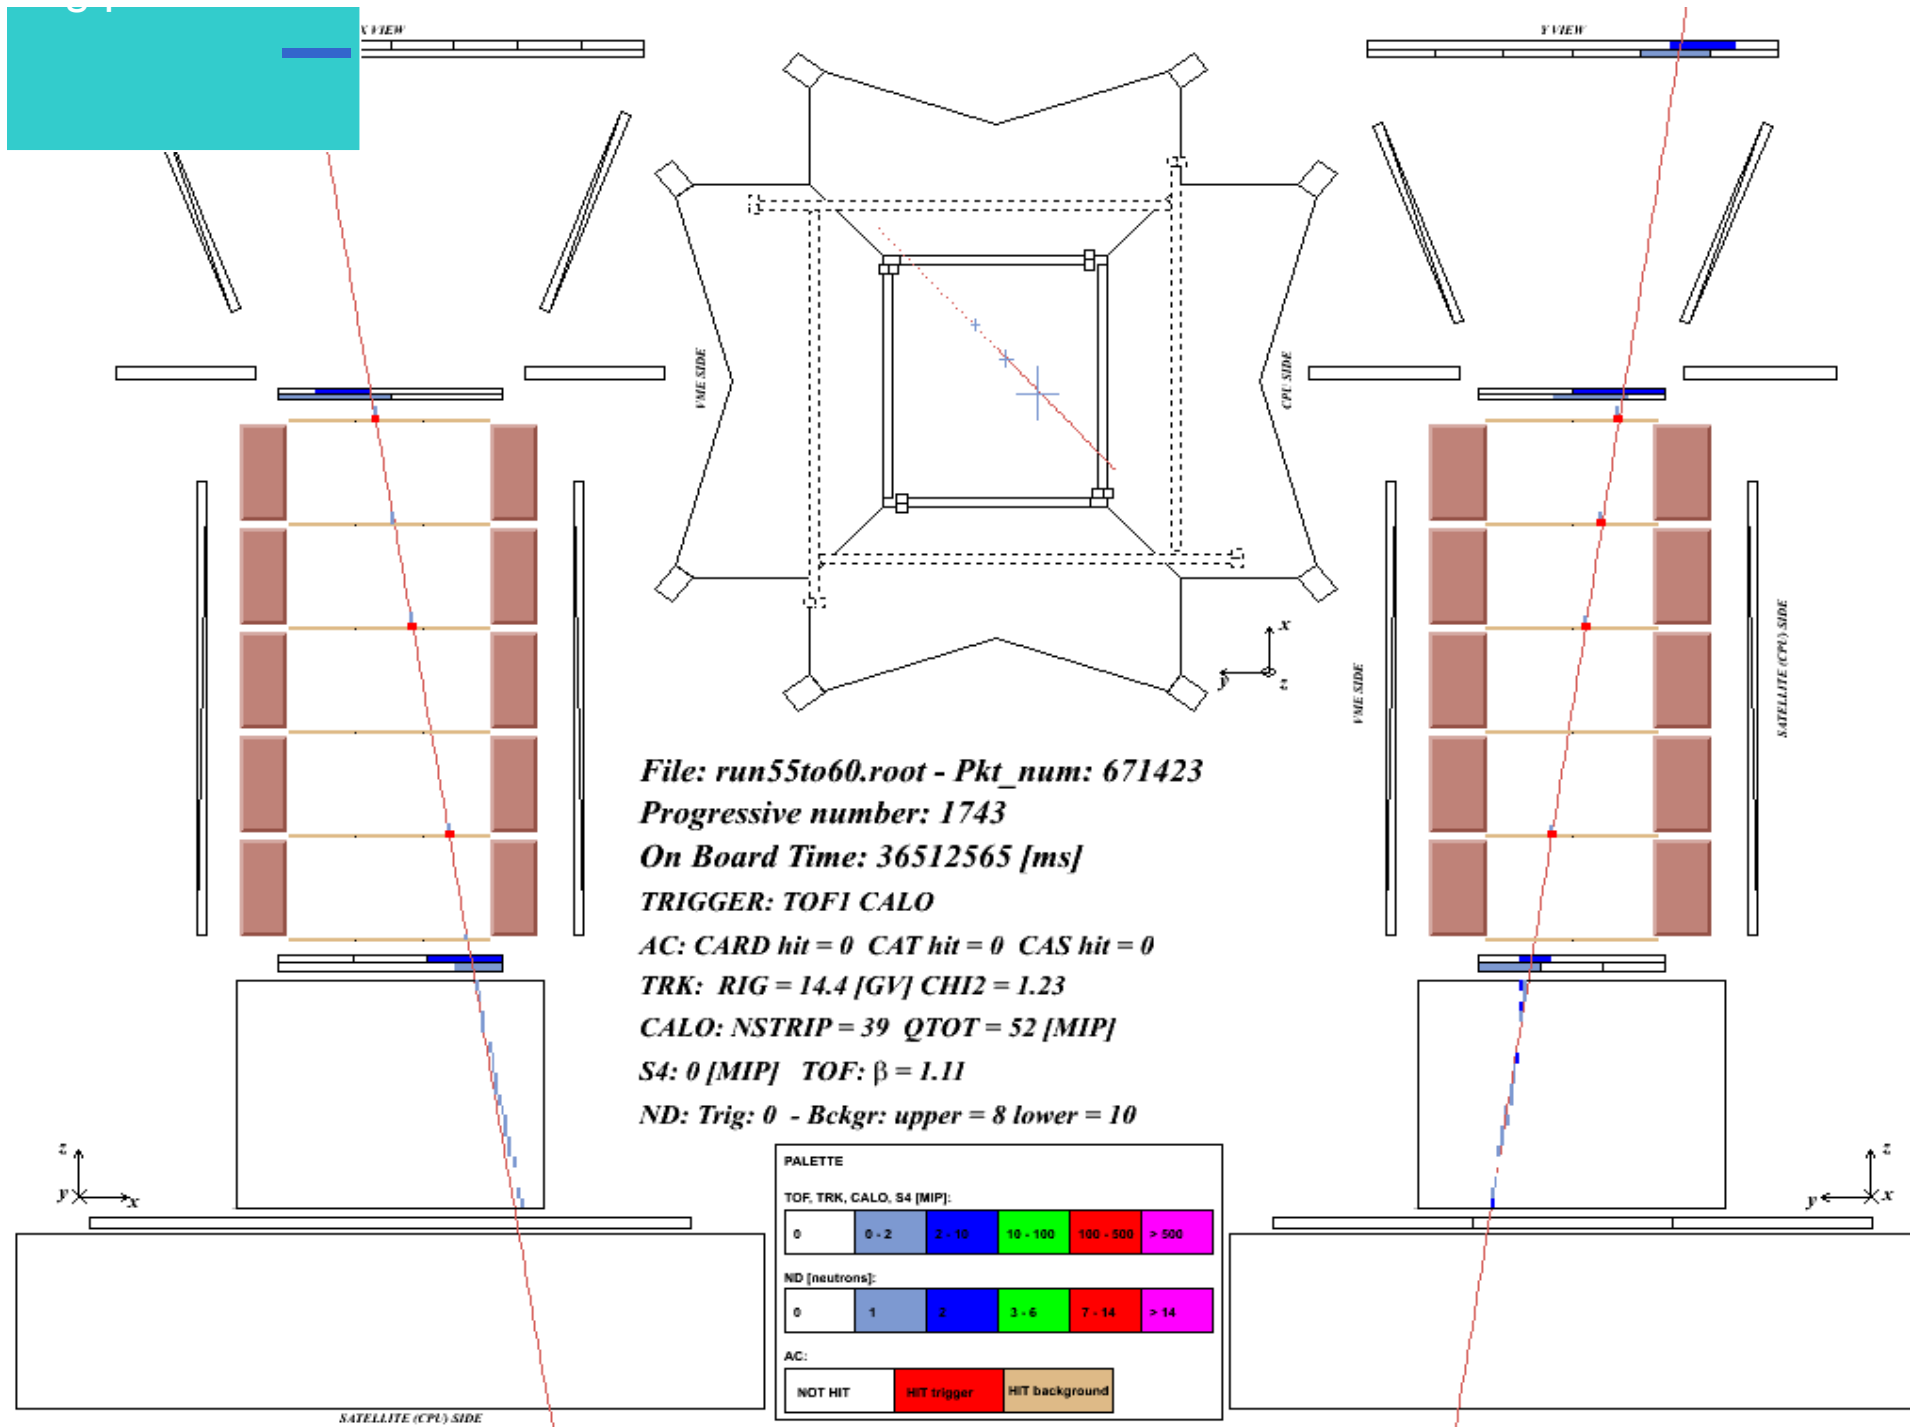 X VIEW
Y VIEW
VME SIDE
CPU SIDE
x
y
z
VME SIDE
SATELLITE (CPU) SIDE
File: run55to60.root - Pkt_num: 671423
Progressive number: 1743
On Board Time: 36512565 [ms]
TRIGGER: TOF1 CALO
AC: CARD hit = 0 CAT hit = 0 CAS hit = 0
TRK: RIG = 14.4 [GV] CHI2 = 1.23
CALO: NSTRIP = 39 QTOT = 52 [MIP]
S4: 0 [MIP] TOF: β = 1.11
ND: Trig: 0 - Bckgr: upper = 8 lower = 10
z
y
x
z
y
x
PALETTE
TOF, TRK, CALO, S4 [MIP]:
0 0 - 2 2 - 10 10 - 100 100 - 500 > 500
ND [neutrons]:
0 1 2 3 - 6 7 - 14 > 14
AC:
NOT HIT HIT trigger HIT background
SATELLITE (CPU) SIDE